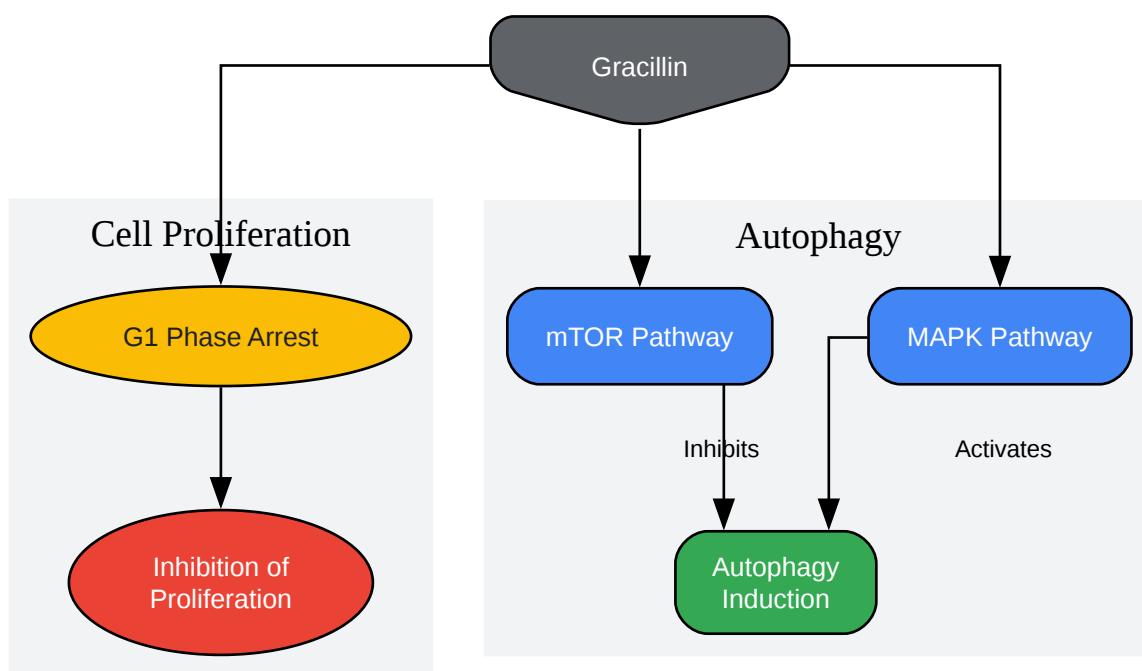 Gracillin
Cell Proliferation
Autophagy
G1 Phase Arrest
mTOR Pathway
MAPK Pathway
Inhibits
Activates
Inhibition of
Proliferation
Autophagy
Induction